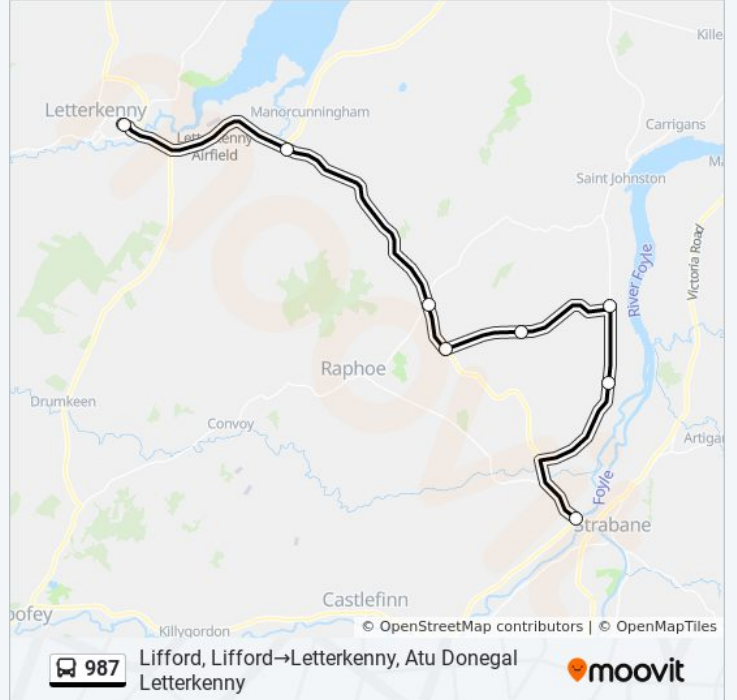 Kille
Letterkenny
Manorcunningham
Carrigans
Letterkenny
Airfield
Saint Johnston
Victoria Road
River Foyle
Raphoe
Drumkeen
Convoy
Artiga
Foyle
Strabane
Castlefinn
oofey
Killygordon
© OpenStreetMap contributors | © OpenMapTiles
987
Lifford, Lifford→Letterkenny, Atu Donegal
Letterkenny
moovit